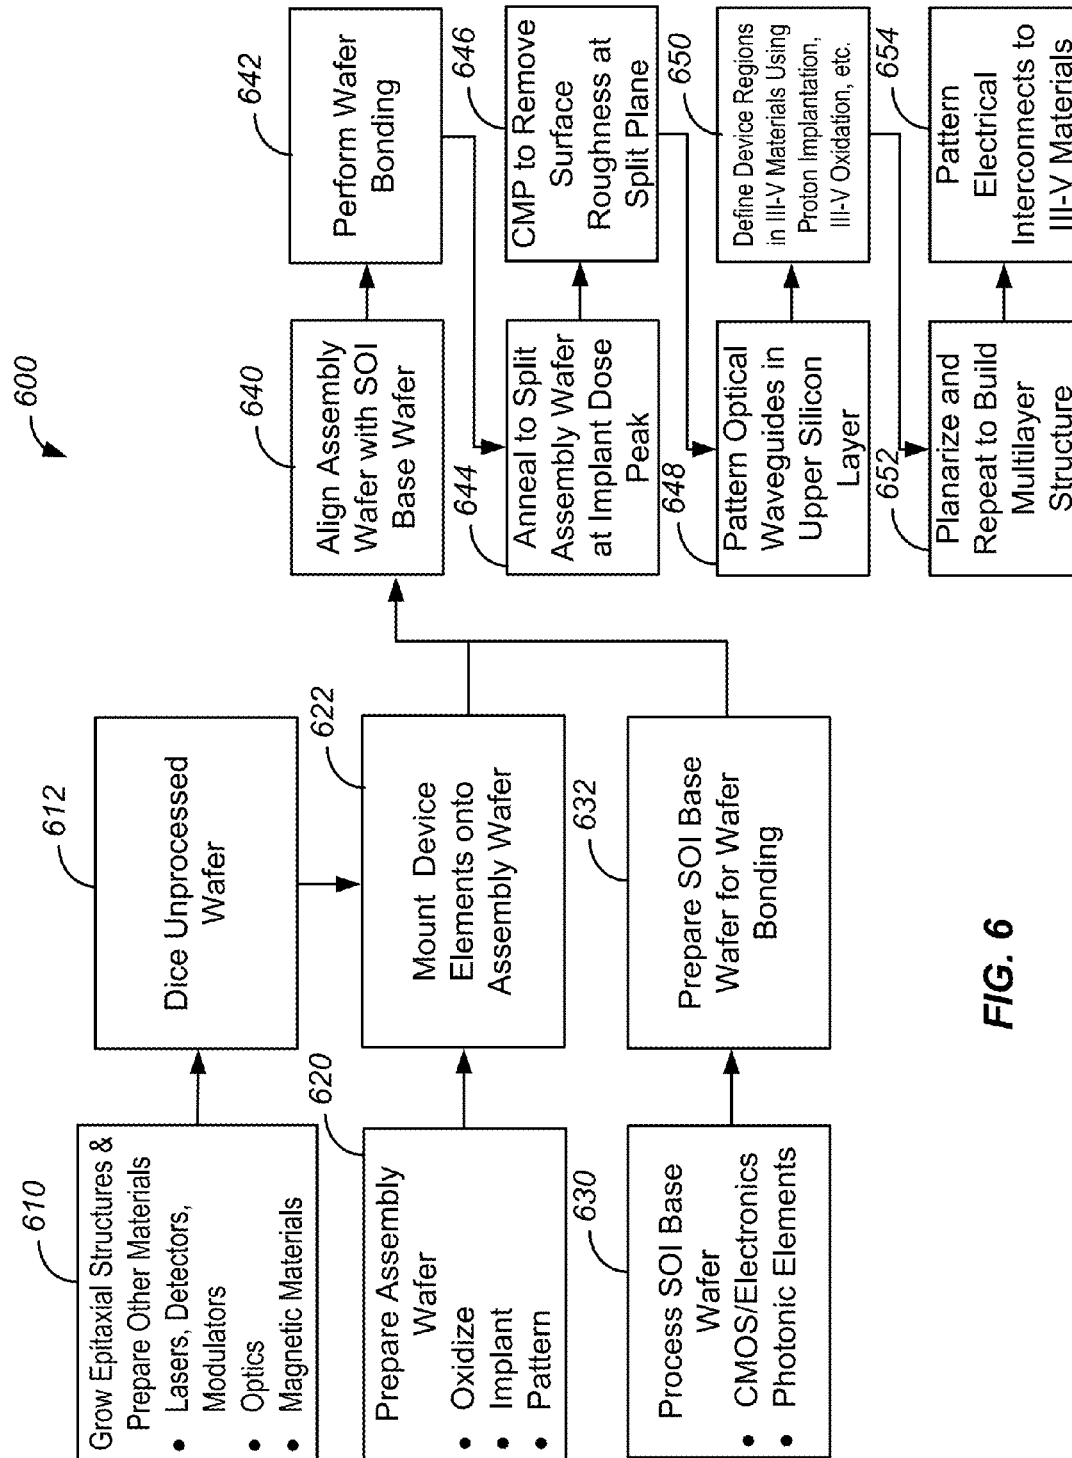 600
610
Grow Epitaxial Structures &
Prepare Other Materials
• Lasers, Detectors,
Modulators
• Optics
• Magnetic Materials
612
Dice Unprocessed
Wafer
620
Prepare Assembly
Wafer
• Oxidize
• Implant
• Pattern
622
Mount Device
Elements onto
Assembly Wafer
630
Process SOI Base
Wafer
• CMOS/Electronics
• Photonic Elements
632
Prepare SOI Base
Wafer for Wafer
Bonding
640
Align Assembly
Wafer with SOI
Base Wafer
642
Perform Wafer
Bonding
644
Anneal to Split
Assembly Wafer
at Implant Dose
Peak
646
CMP to Remove
Surface
Roughness at
Split Plane
648
Pattern Optical
Waveguides in
Upper Silicon
Layer
650
Define Device Regions
in III-V Materials Using
Proton Implantation,
III-V Oxidation, etc.
652
Planarize and
Repeat to Build
Multilayer
Structure
654
Pattern
Electrical
Interconnects to
III-V Materials
FIG. 6